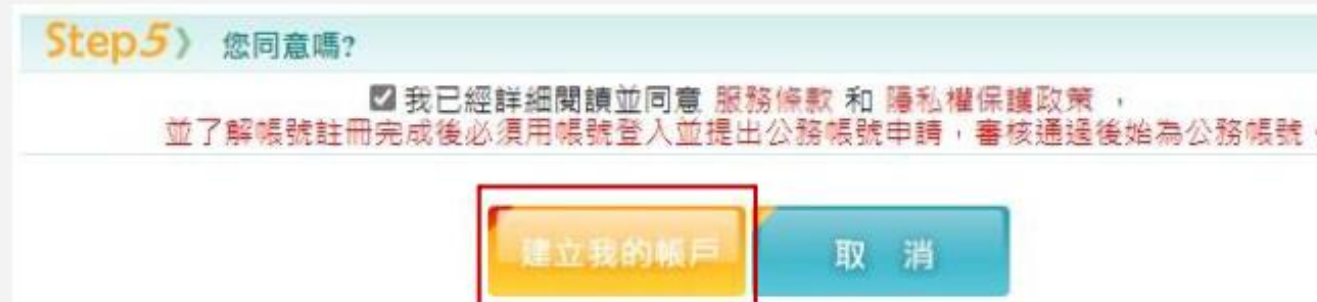 Step5》 您同意嗎?
我已經詳細閱讀並同意 服務條款 和 隱私權保護政策 ，
並了解帳號註冊完成後必須用帳號登入並提出公務帳號申請，審核通過後始為公務帳號。
建立我的帳戶 取 消